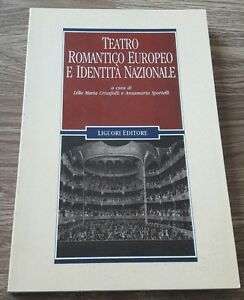 TEATRO
ROMANTICO EUROPEO
E IDENTITÀ NAZIONALE
a cura di
Lilla Maria Crisafulli e Annamaria Sportelli
LIGUORI EDITORE